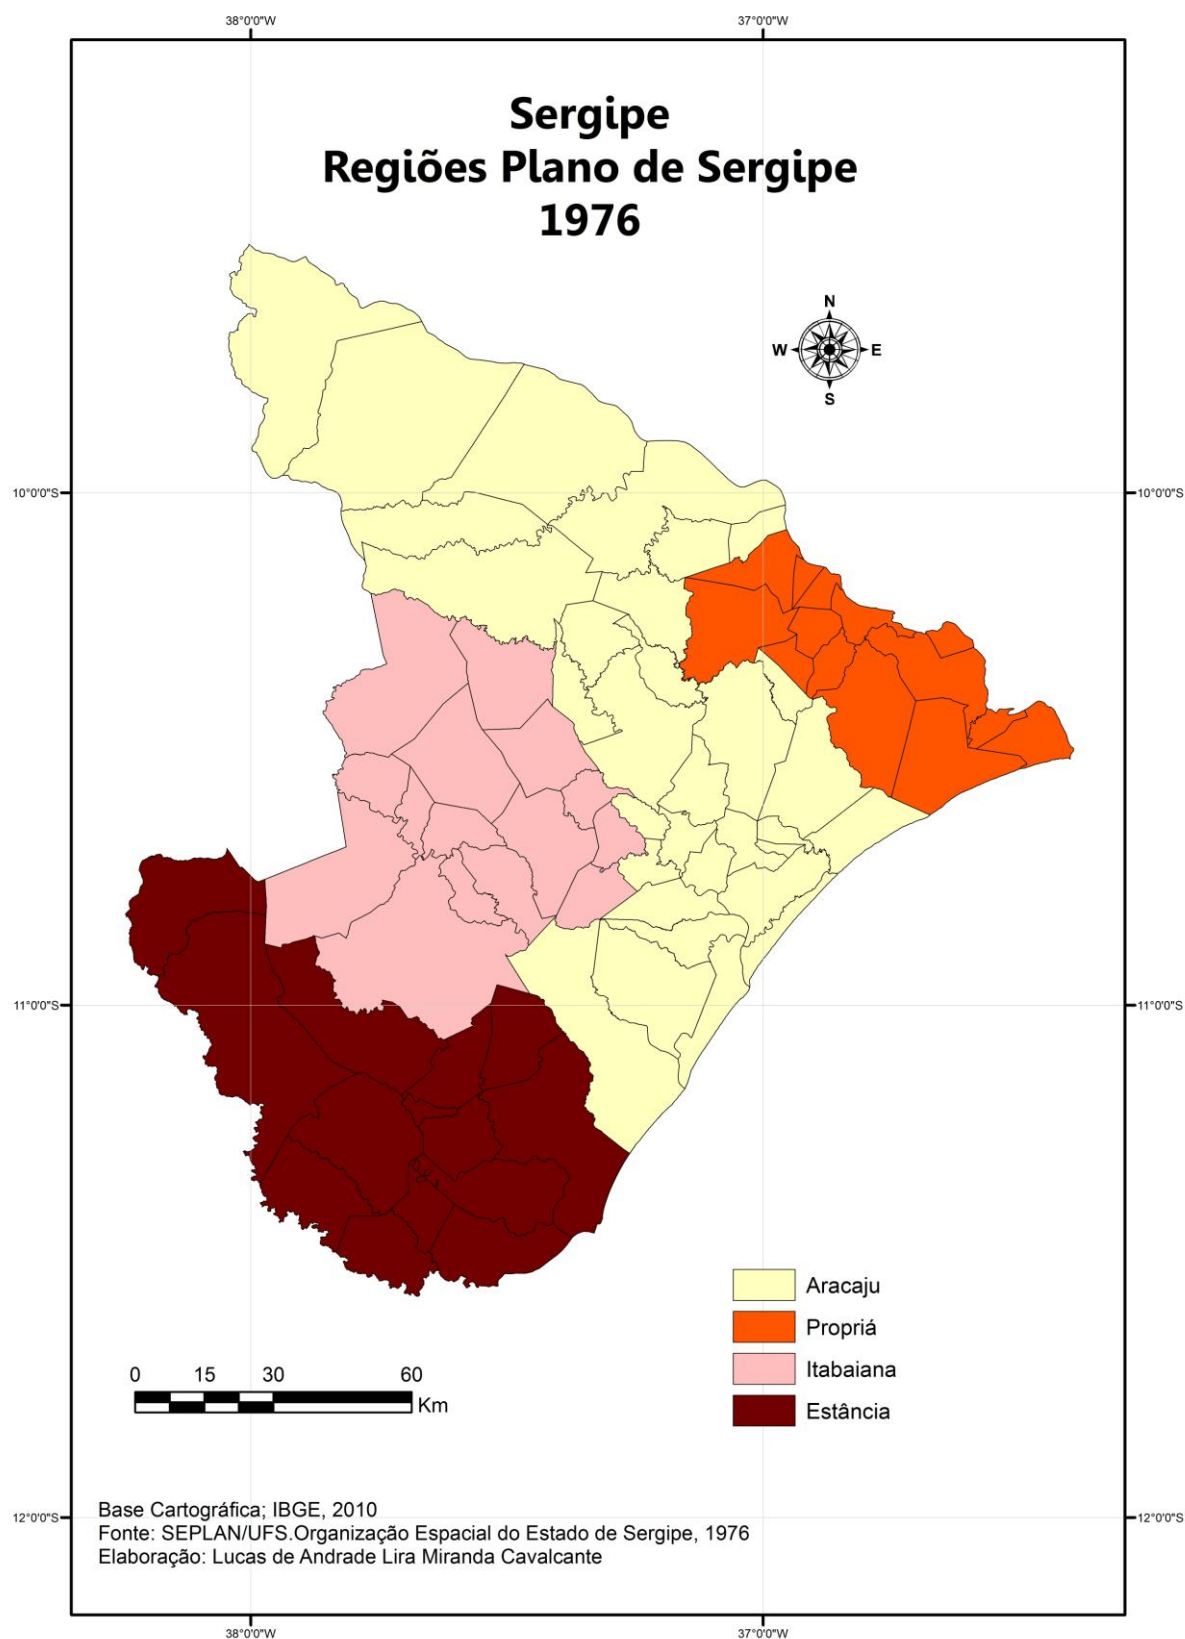 38°0'0"W
37°0'0"W
Sergipe
Regiões Plano de Sergipe
1976
N
W
E
S
10°0'0"S
10°0'0"S
11°0'0"S
11°0'0"S
Aracaju
Propriá
Itabaiana
Estância
0 15 30 60
Km
Base Cartográfica; IBGE, 2010
Fonte: SEPLAN/UFS.Organização Espacial do Estado de Sergipe, 1976
Elaboração: Lucas de Andrade Lira Miranda Cavalcante
12°0'0"S
12°0'0"S
38°0'0"W
37°0'0"W